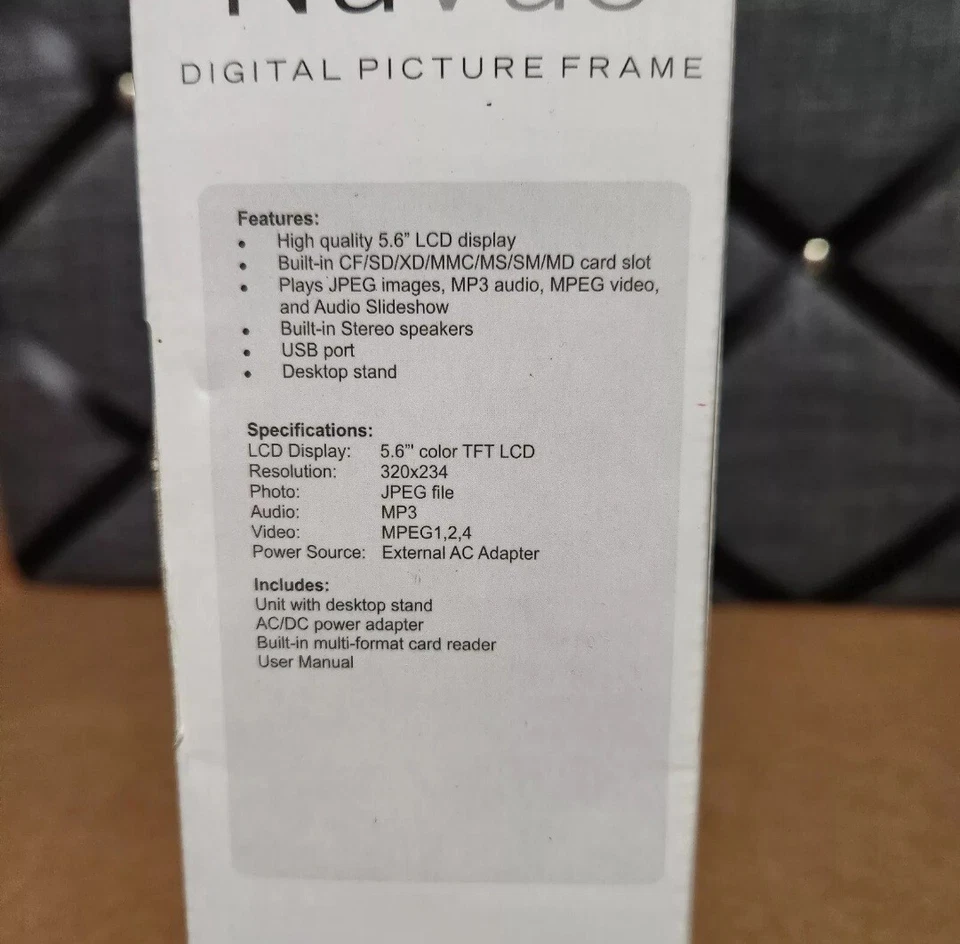 DIGITAL PICTURE FRAME
Features:
• High quality 5.6” LCD display
• Built-in CF/SD/XD/MMC/MS/SM/MD card slot
• Plays JPEG images, MP3 audio, MPEG video,
and Audio Slideshow
• Built-in Stereo speakers
• USB port
• Desktop stand
Specifications:
LCD Display: 5.6”' color TFT LCD
Resolution: 320x234
Photo: JPEG file
Audio: MP3
Video: MPEG1,2,4
Power Source: External AC Adapter
Includes:
Unit with desktop stand
AC/DC power adapter
Built-in multi-format card reader
User Manual